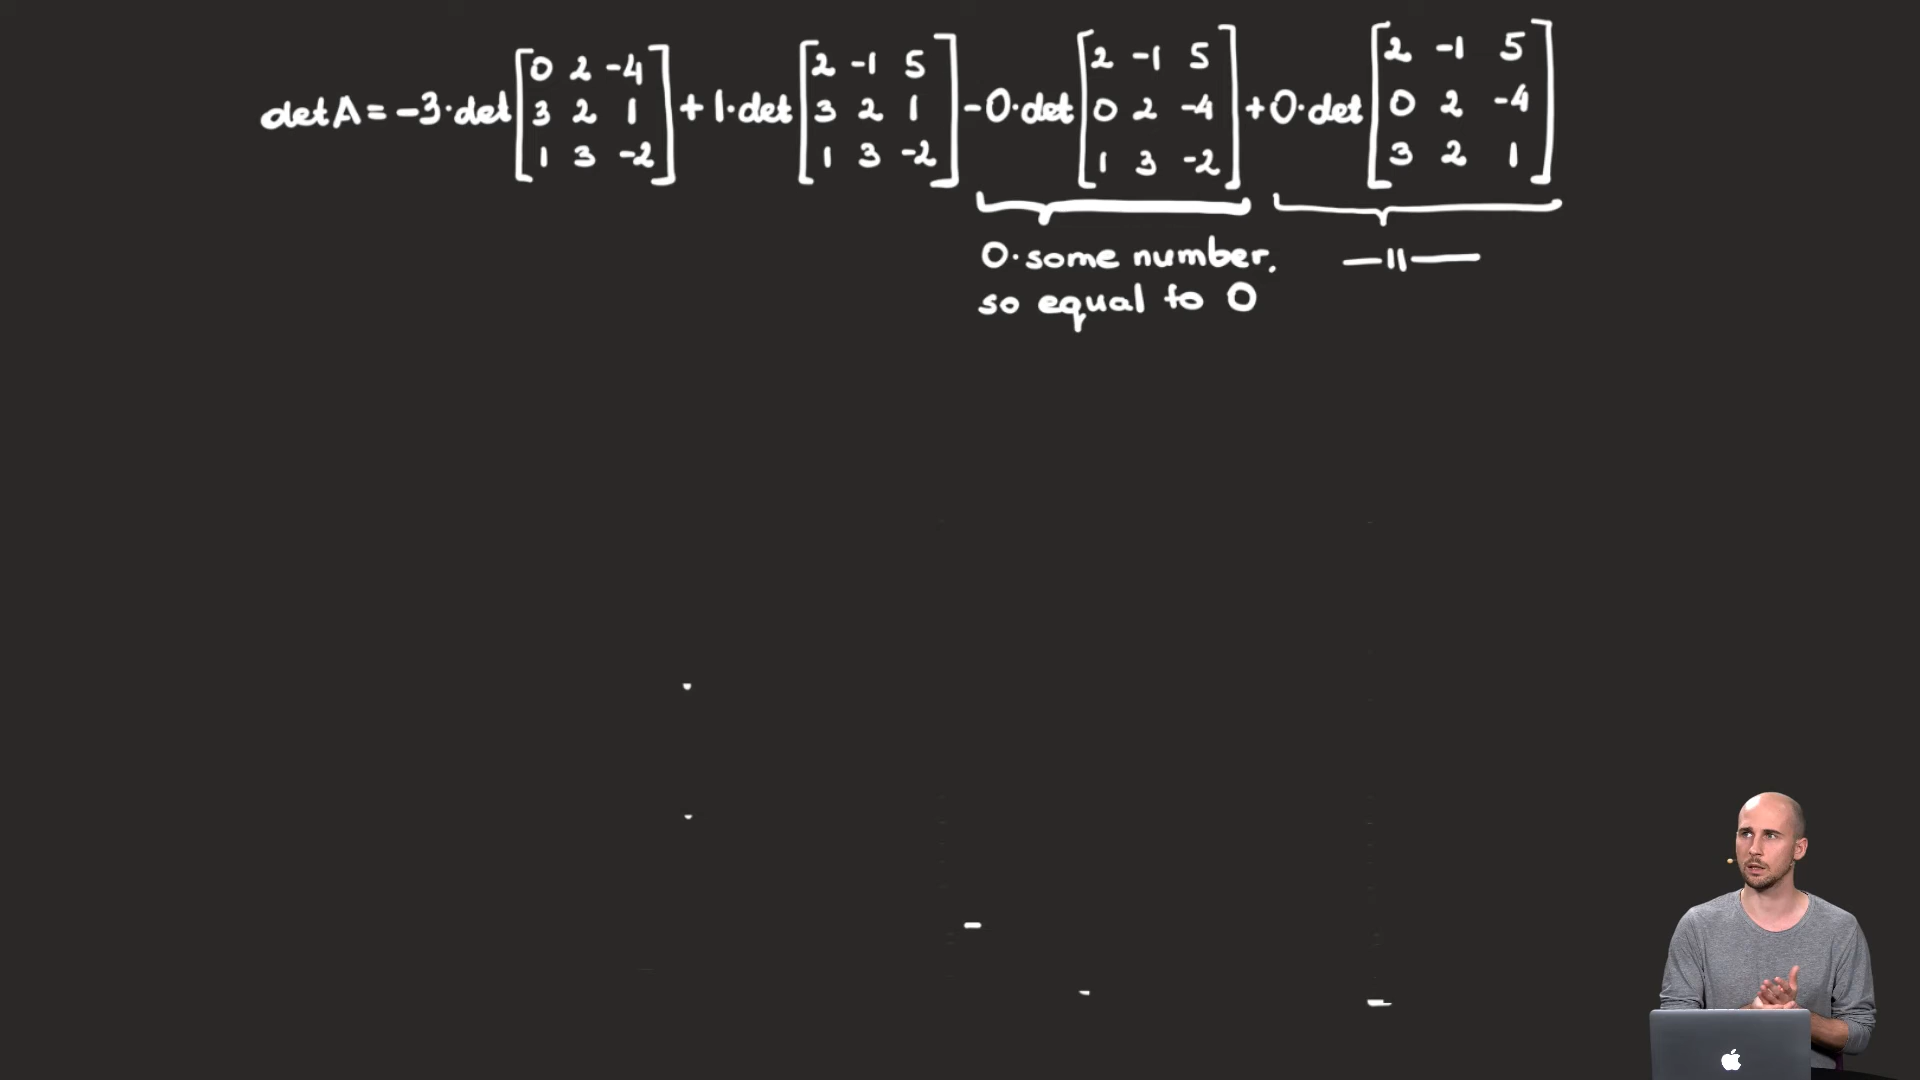 0 2 -4 2 -1 5 2 -1 5 2 -1 5
detA = -3·det 3 2 1 +1·det 3 2 1 -0·det 0 2 -4 +0·det 0 2 -4
1 3 -2 1 3 -2 1 3 -2 3 2 1
0·some number, —11—
so equal to 0